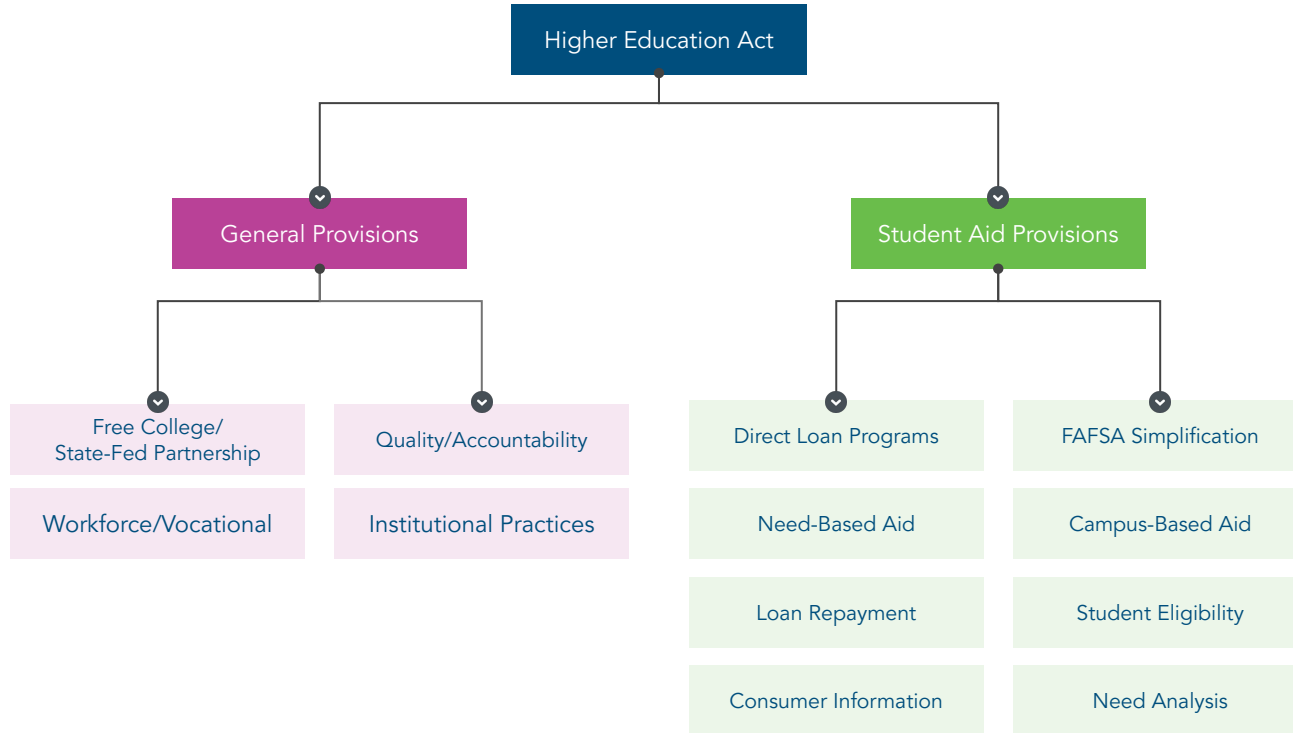 Higher Education Act
General Provisions
Student Aid Provisions
Free College/
State-Fed Partnership
Quality/Accountability
Direct Loan Programs
FAFSA Simplification
Workforce/Vocational
Institutional Practices
Need-Based Aid
Campus-Based Aid
Loan Repayment
Student Eligibility
Consumer Information
Need Analysis